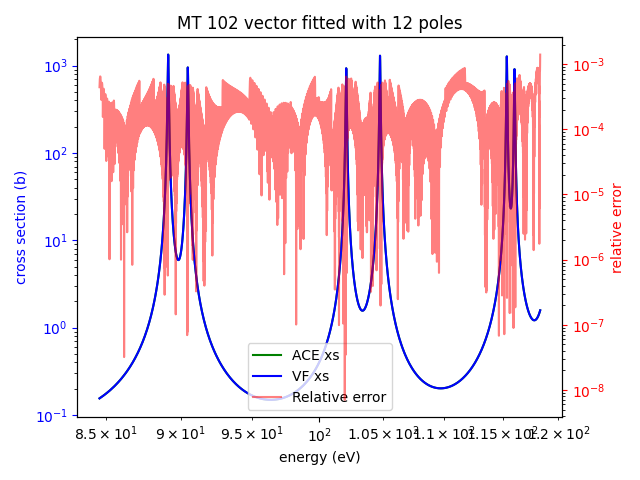 MT 102 vector fitted with 12 poles
10³
10²
10¹
10⁰
10⁻¹
cross section (b)
10⁻³
10⁻⁴
10⁻⁵
10⁻⁶
10⁻⁷
10⁻⁸
relative error
ACE xs
VF xs
Relative error
8.5 × 10¹ 9 × 10¹ 9.5 × 10¹ 10² 1.05 × 10² 1.1 × 10² 1.15 × 10² 1.2 × 10²
energy (eV)